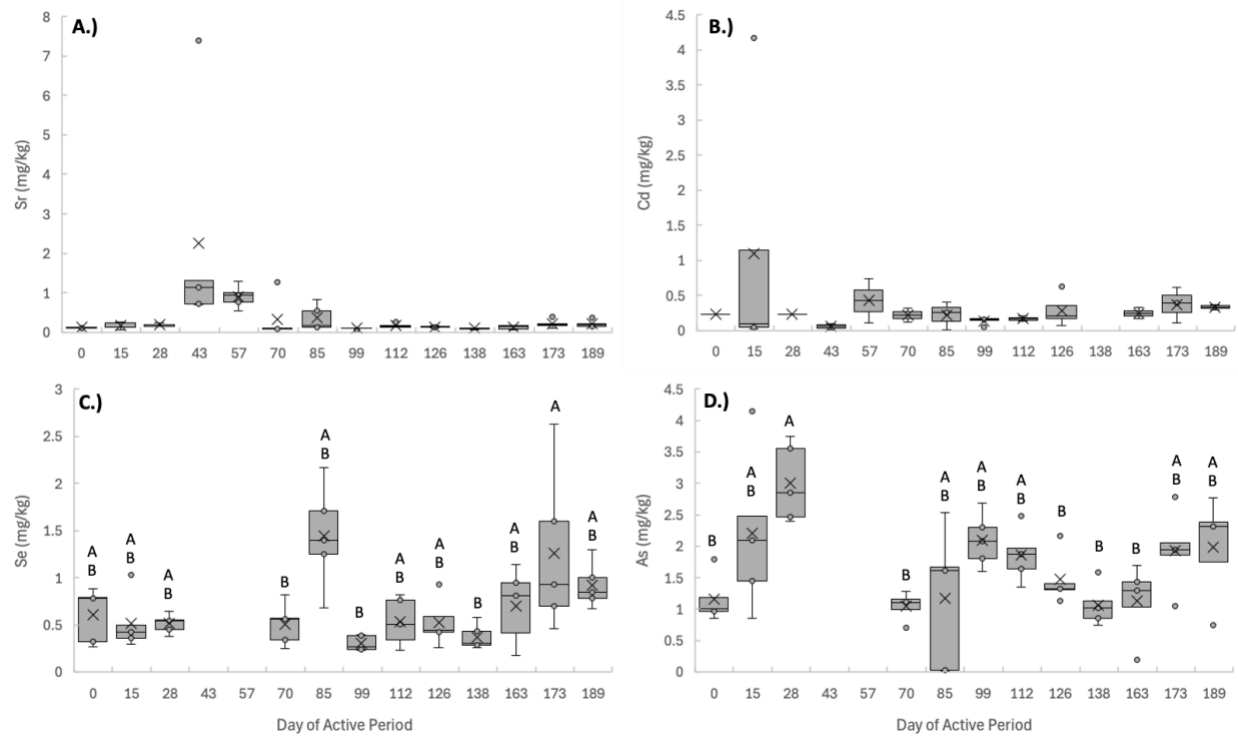 A.)
8
7
6
5
4
3
2
1
0
Sr (mg/kg)
0 15 28 43 57 70 85 99 112 126 138 163 173 189
B.)
4.5
4
3.5
3
2.5
2
1.5
1
0.5
0
Cd (mg/kg)
0 15 28 43 57 70 85 99 112 126 138 163 173 189
C.)
3
2.5
2
1.5
1
0.5
0
Se (mg/kg)
A A A A A A A A A
B B B B B B B B B B B
0 15 28 43 57 70 85 99 112 126 138 163 173 189
Day of Active Period
D.)
4.5
4
3.5
3
2.5
2
1.5
1
0.5
0
As (mg/kg)
A A A A A A A
B B B B B B B B B B B
0 15 28 43 57 70 85 99 112 126 138 163 173 189
Day of Active Period